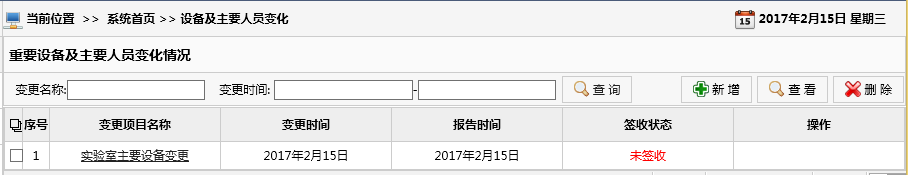 当前位置 >> 系统首页 >> 设备及主要人员变化 15 2017年2月15日 星期三
重要设备及主要人员变化情况
变更名称: 变更时间: - 查 询 新 增 查 看 删 除
序号 变更项目名称 变更时间 报告时间 签收状态 操作
1 实验室主要设备变更 2017年2月15日 2017年2月15日 未签收